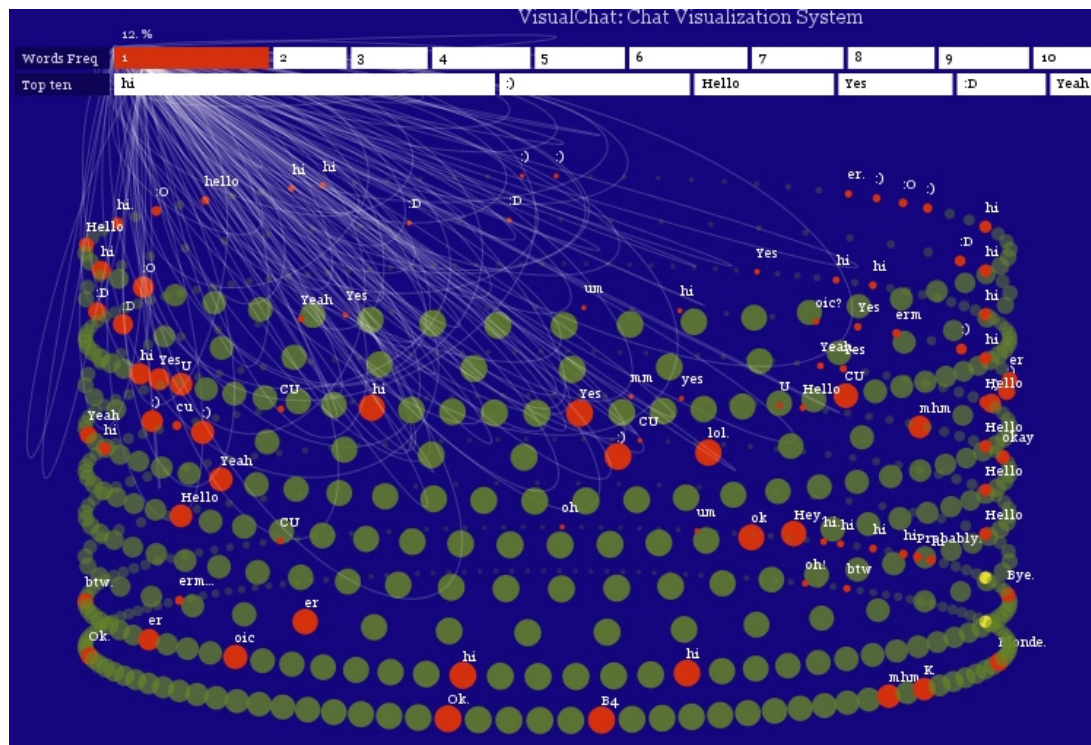 VisualChat: Chat Visualization System
12. %
Words Freq 1 2 3 4 5 6 7 8 9 10
Top ten hi :) Hello Yes :D Yeah
:) :)
hi hi
er. :) :O :)
:O hello
hi. :D :D hi
Hello
hi :D hi
:O Yes hi hi
:D um hi hi
:D Yeah Yes oic? Yes erm
hi Yes U Yeah Yes :) hi
er
CU hi Yes mm yes U Hello CU Hello :)
:) cu :) CU mhm
Yeah :) lol. Hello
hi okay
Yeah Hello
Hello oh um ok Hey. hi hi hi hi probably. hi Hello
CU
btw. erm... oh! btw Bye.
er er
Ok. oic hi hi Blonde.
mhm K
Ok. B4